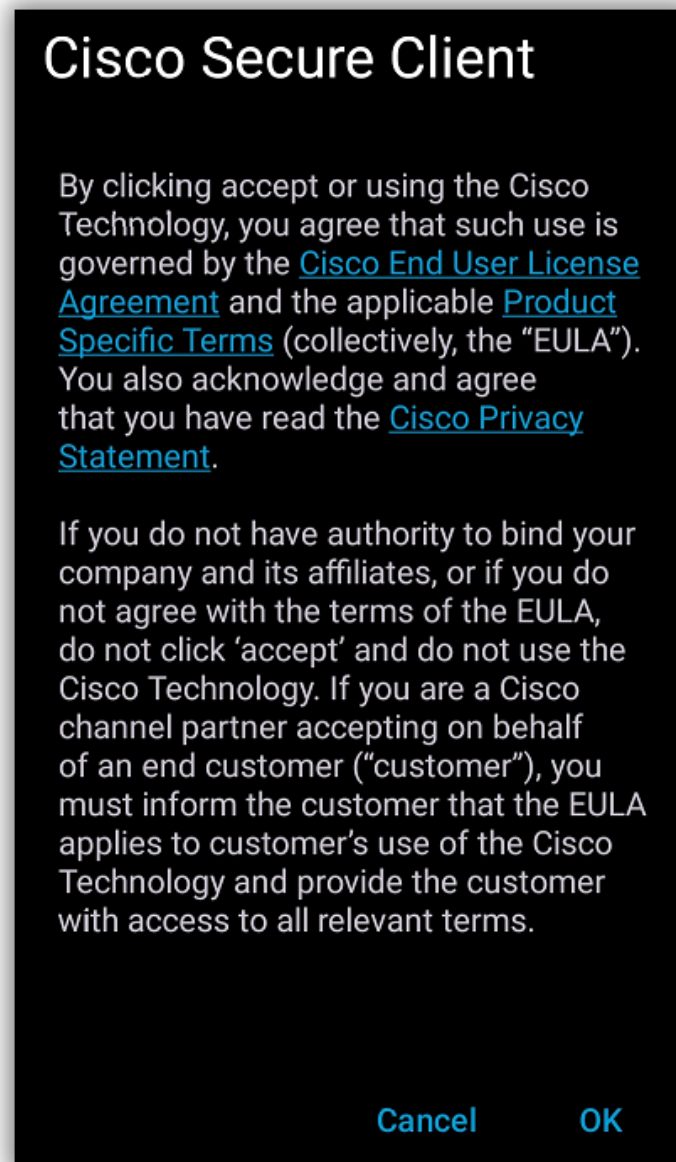 Cisco Secure Client
By clicking accept or using the Cisco
Technology, you agree that such use is
governed by the Cisco End User License
Agreement and the applicable Product
Specific Terms (collectively, the “EULA”).
You also acknowledge and agree
that you have read the Cisco Privacy
Statement.
If you do not have authority to bind your
company and its affiliates, or if you do
not agree with the terms of the EULA,
do not click ‘accept’ and do not use the
Cisco Technology. If you are a Cisco
channel partner accepting on behalf
of an end customer (“customer”), you
must inform the customer that the EULA
applies to customer’s use of the Cisco
Technology and provide the customer
with access to all relevant terms.
Cancel OK